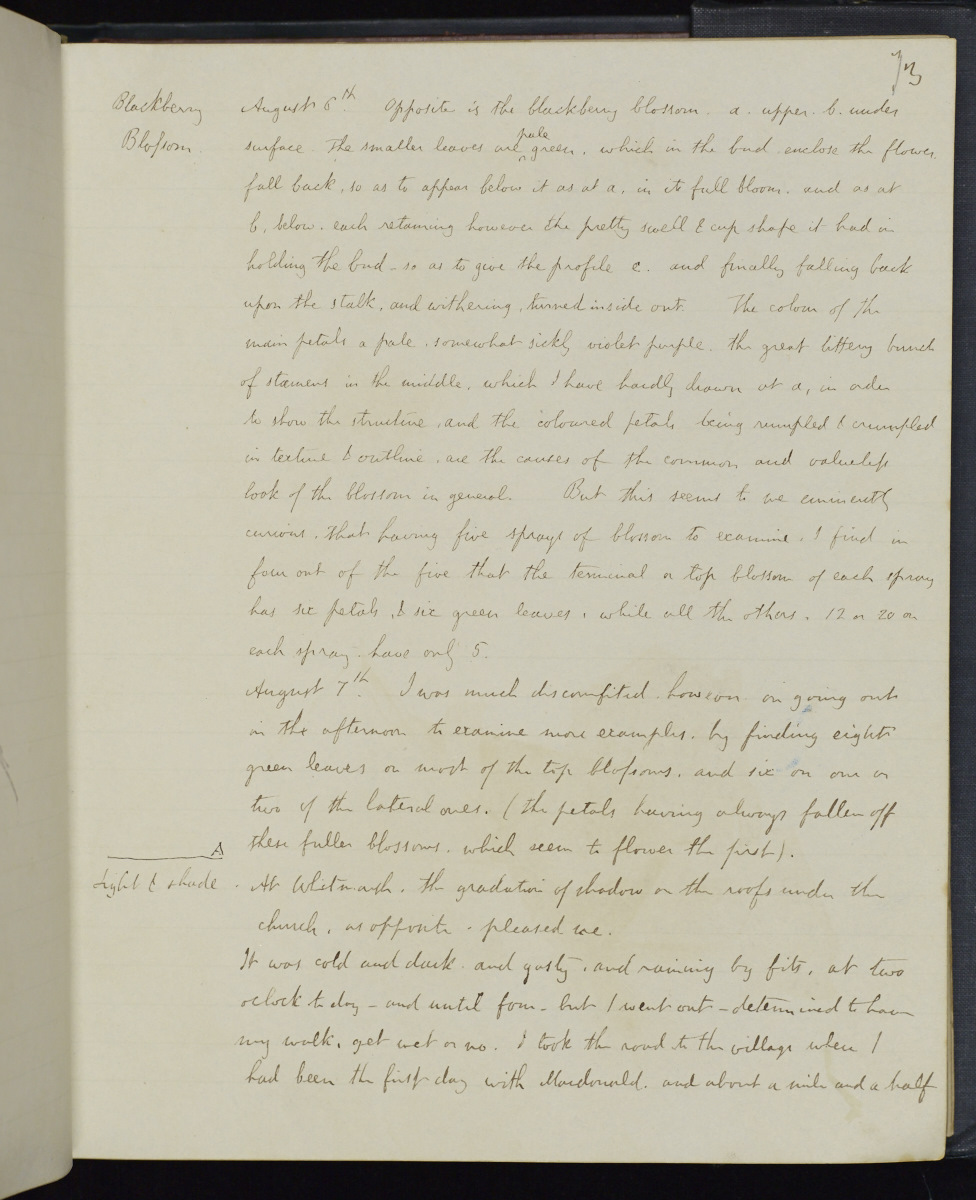 73
Blackberry August 6th. Opposite is the blackberry blossom. a. upper. b. under
Blossom. surface. The smaller leaves are pale green, which in the bud enclose the flower,
fall back, so as to appear below it as at a, in its full bloom. and as at
b, below. each retaining however the pretty swell & cup shape it had in
holding the bud - so as to give the profile c. and finally falling back
upon the stalk, and withering, turned inside out. The colour of the
main petals a pale, somewhat sickly violet purple. the great littery bunch
of stamens in the middle, which I have hardly drawn at a, in order
to show the structure, and the coloured petals being rumpled & crumpled
in texture & outline, are the causes of the common and valueless
look of the blossom in general. But this seems to me eminently
curious, that having five sprays of blossom to examine, I find in
four out of the five that the terminal or top blossom of each spray
has six petals, & six green leaves, while all the others, 12 or 20 on
each spray have only 5.
August 7th. I was much discomfited however on going out
in the afternoon to examine more examples, by finding eight
green leaves on most of the top blossoms, and six on one or
two of the lateral ones. (the petals having always fallen off
these fuller blossoms, which seem to flower the first).
A
Light & shade. At Whitmough, the gradation of shadow on the roofs under the
church, as opposite, pleased me.
It was cold and dark and gusty, and raining by fits, at two
oclock to day - and until four - but I went out - determined to have
my walk, get wet or no. I took the road to the village where I
had been the first day with Macdonald. and about a mile and a half